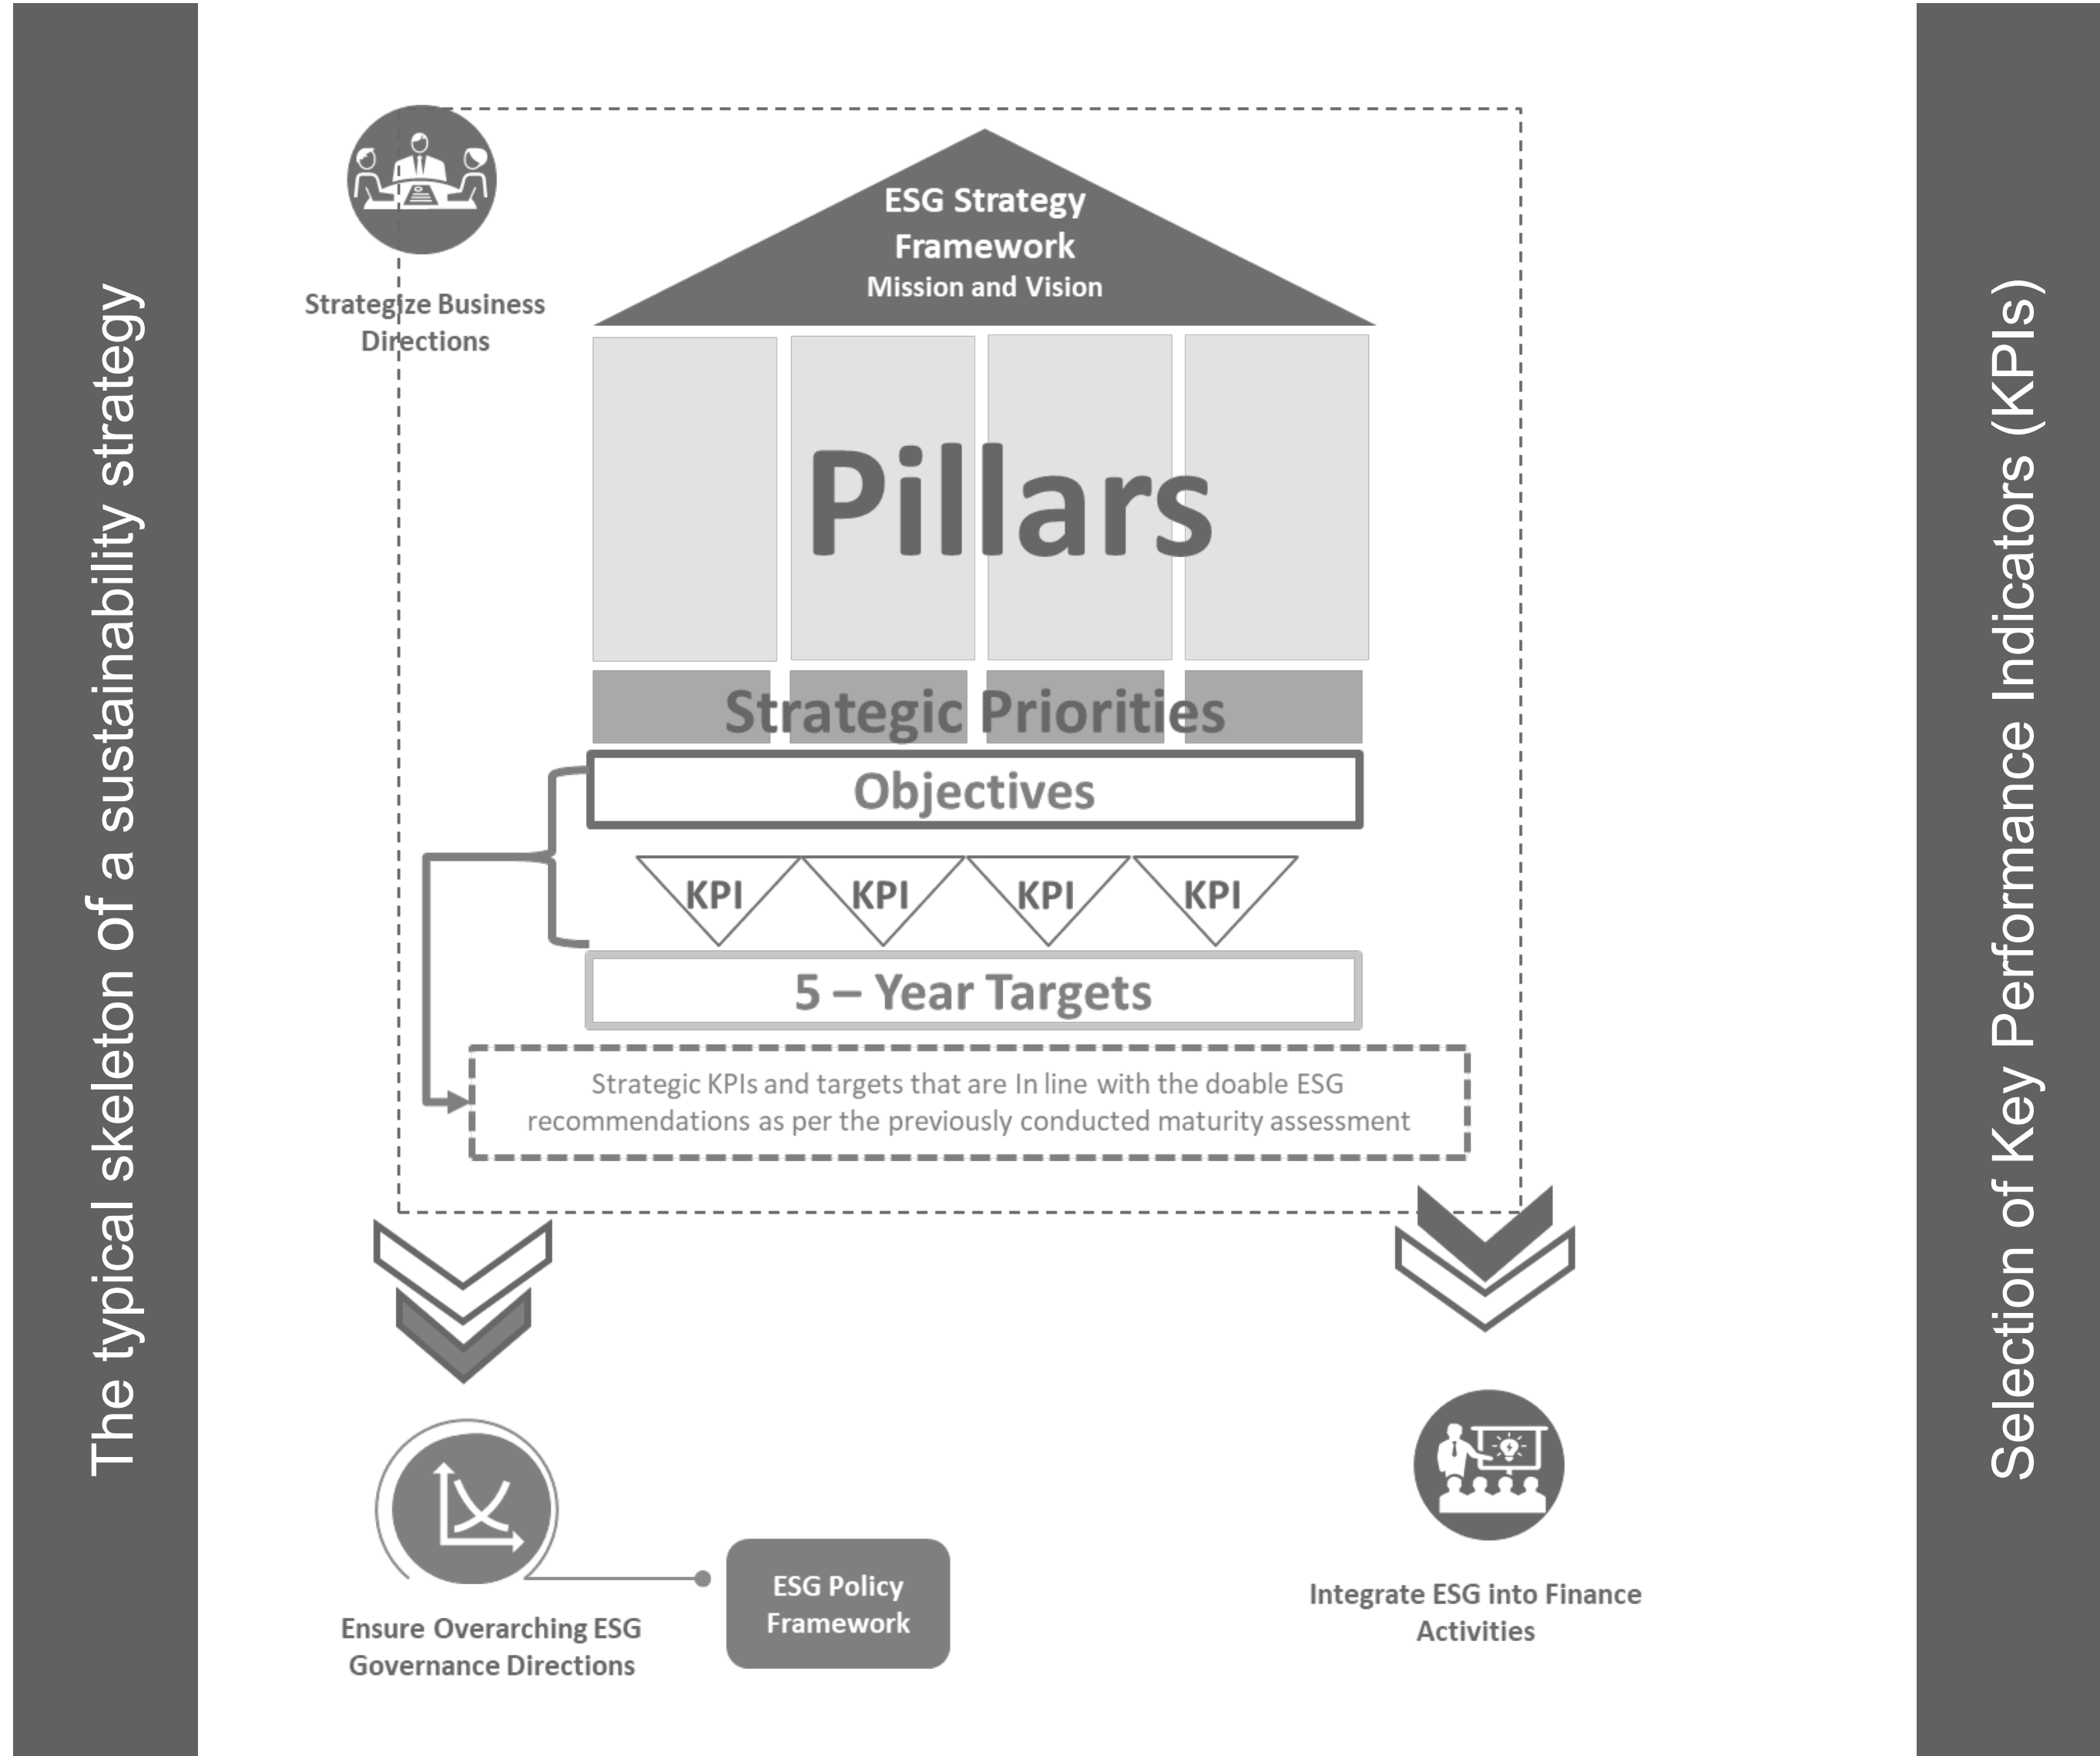 The typical skeleton of a sustainability strategy
Strategize Business
Directions
ESG Strategy
Framework
Mission and Vision
Pillars
Strategic Priorities
Objectives
KPI KPI KPI KPI
5 – Year Targets
Strategic KPIs and targets that are In line with the doable ESG
recommendations as per the previously conducted maturity assessment
Ensure Overarching ESG
Governance Directions
ESG Policy
Framework
Integrate ESG into Finance
Activities
Selection of Key Performance Indicators (KPIs)